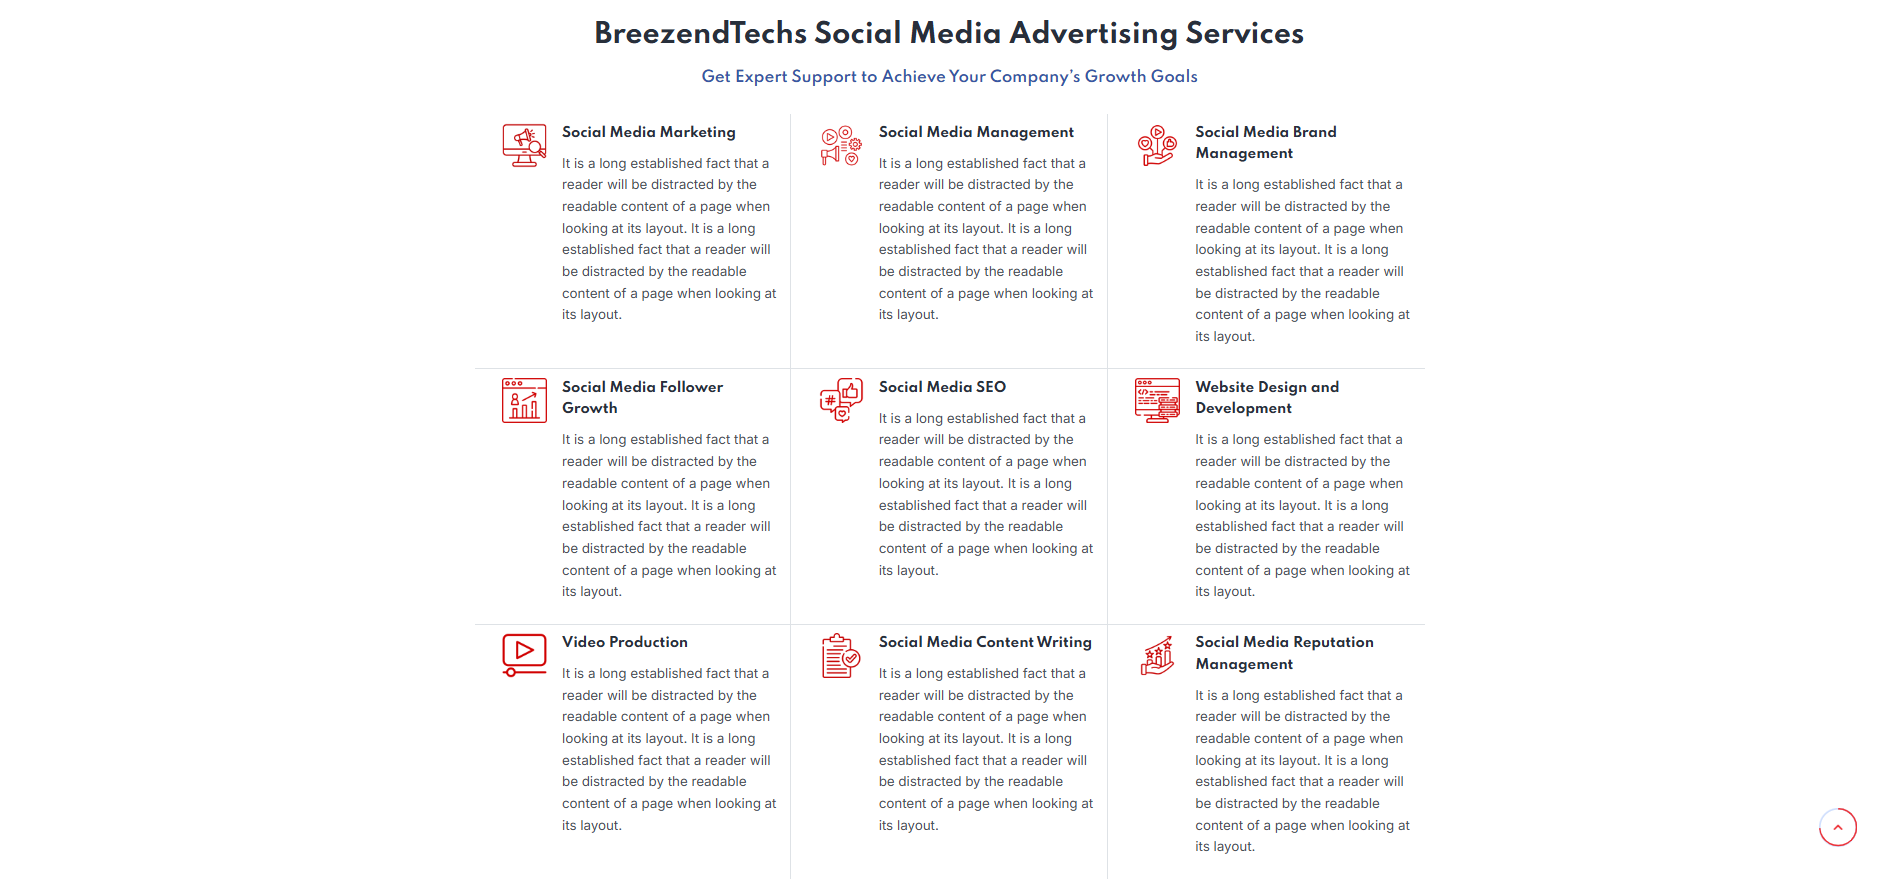 BreezendTechs Social Media Advertising Services
Get Expert Support to Achieve Your Company's Growth Goals
Social Media Marketing
It is a long established fact that a
reader will be distracted by the
readable content of a page when
looking at its layout. It is a long
established fact that a reader will
be distracted by the readable
content of a page when looking at
its layout.
Social Media Management
It is a long established fact that a
reader will be distracted by the
readable content of a page when
looking at its layout. It is a long
established fact that a reader will
be distracted by the readable
content of a page when looking at
its layout.
Social Media Brand
Management
It is a long established fact that a
reader will be distracted by the
readable content of a page when
looking at its layout. It is a long
established fact that a reader will
be distracted by the readable
content of a page when looking at
its layout.
Social Media Follower
Growth
It is a long established fact that a
reader will be distracted by the
readable content of a page when
looking at its layout. It is a long
established fact that a reader will
be distracted by the readable
content of a page when looking at
its layout.
Social Media SEO
It is a long established fact that a
reader will be distracted by the
readable content of a page when
looking at its layout. It is a long
established fact that a reader will
be distracted by the readable
content of a page when looking at
its layout.
Website Design and
Development
It is a long established fact that a
reader will be distracted by the
readable content of a page when
looking at its layout. It is a long
established fact that a reader will
be distracted by the readable
content of a page when looking at
its layout.
Video Production
It is a long established fact that a
reader will be distracted by the
readable content of a page when
looking at its layout. It is a long
established fact that a reader will
be distracted by the readable
content of a page when looking at
its layout.
Social Media Content Writing
It is a long established fact that a
reader will be distracted by the
readable content of a page when
looking at its layout. It is a long
established fact that a reader will
be distracted by the readable
content of a page when looking at
its layout.
Social Media Reputation
Management
It is a long established fact that a
reader will be distracted by the
readable content of a page when
looking at its layout. It is a long
established fact that a reader will
be distracted by the readable
content of a page when looking at
its layout.